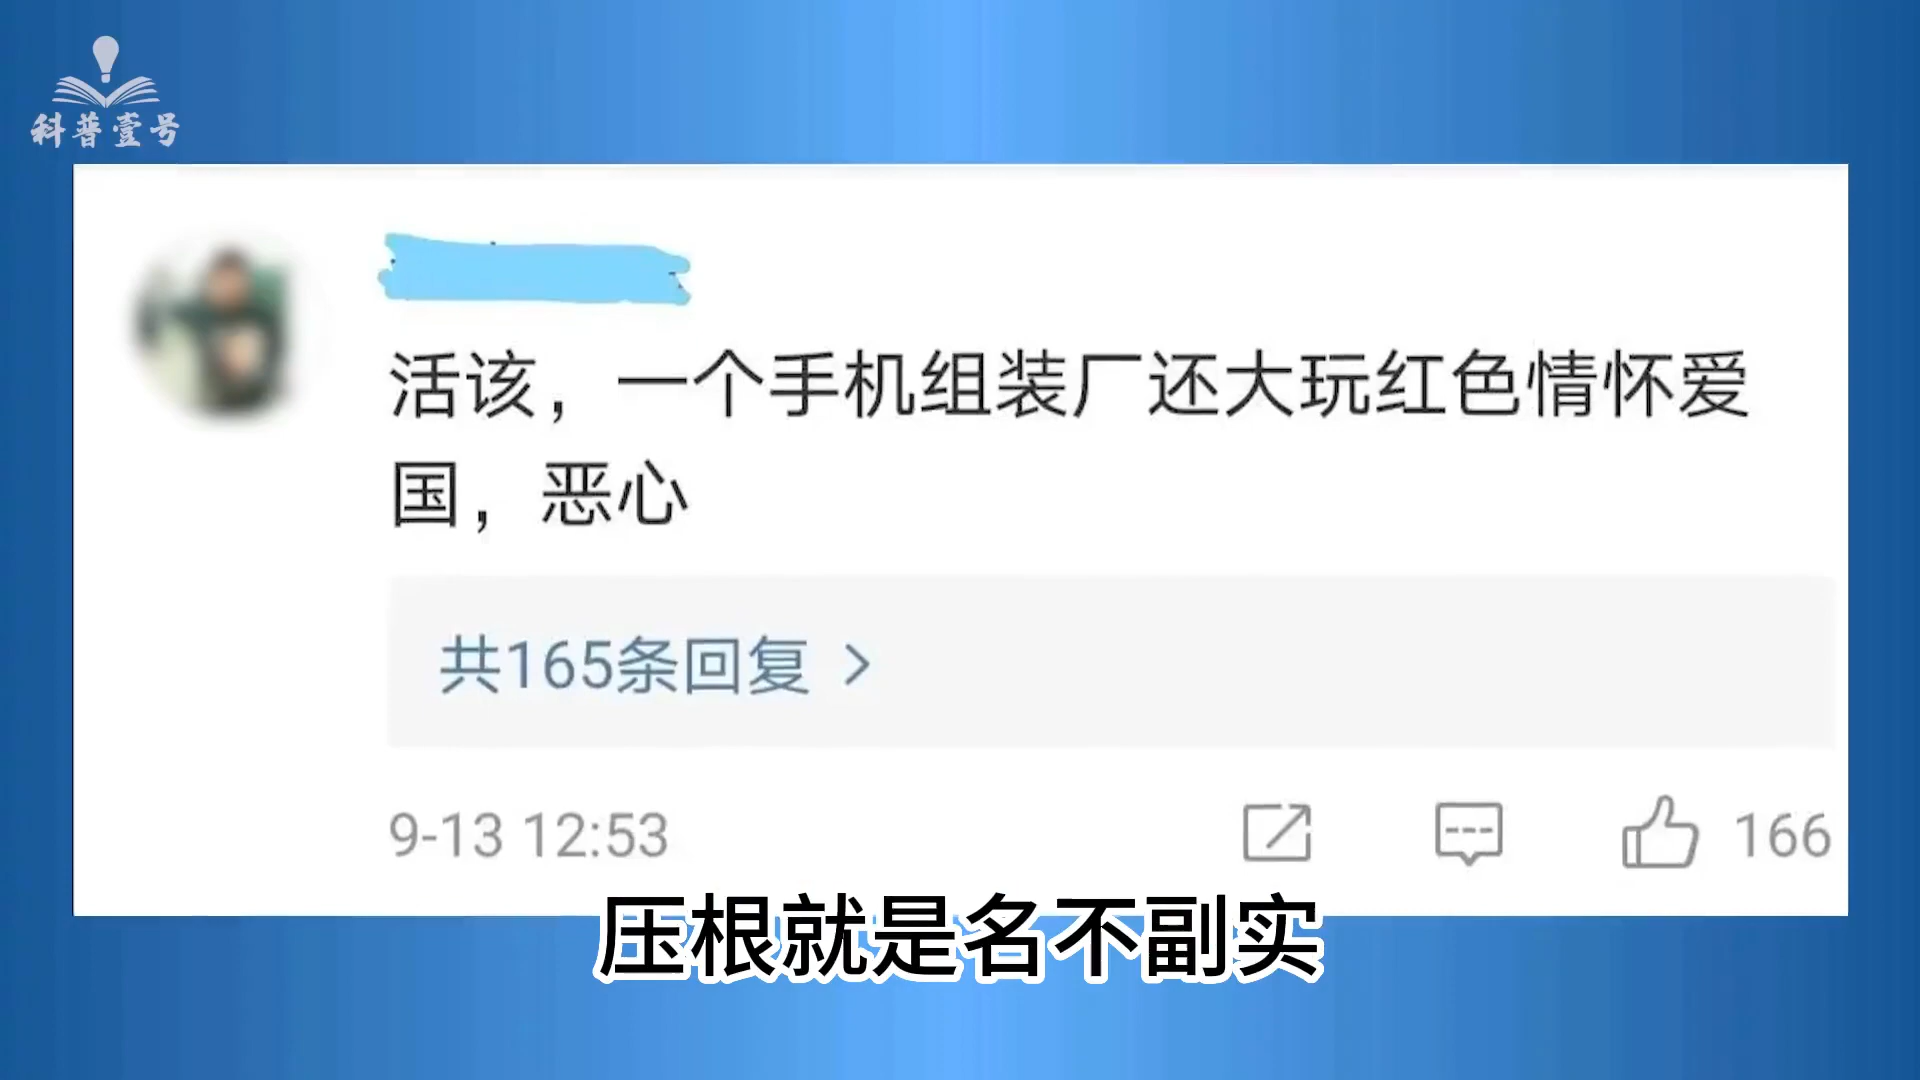 科普壹号
活该，一个手机组装厂还大玩红色情怀爱
国，恶心
共165条回复 >
9-13 12:53
166
压根就是名不副实